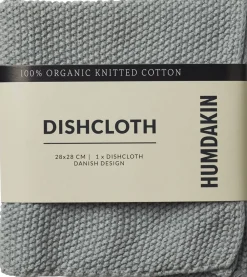 100% ORGANIC KNITTED COTTON
DISHCLOTH
28x28 CM | 1 x DISHCLOTH
DANISH DESIGN
HUMDAKIN